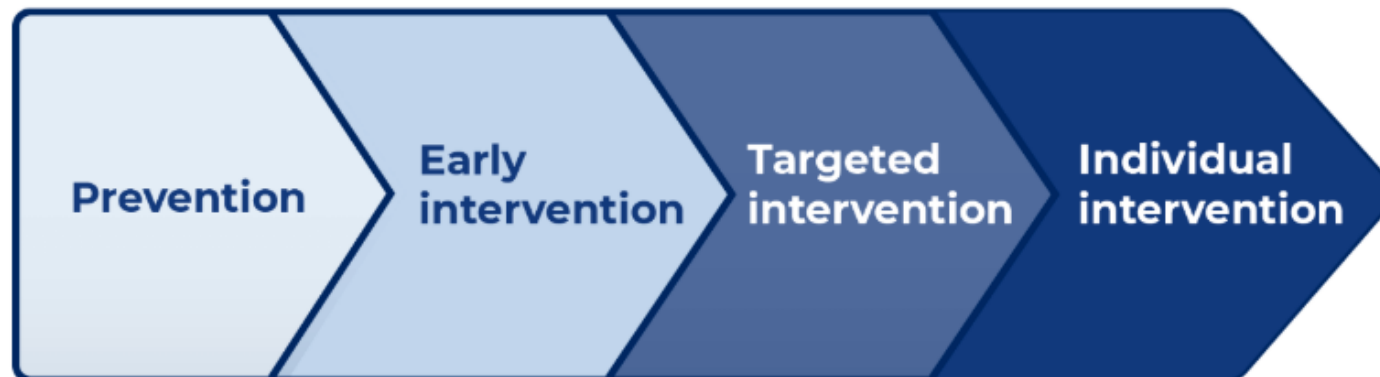 Prevention
Early
intervention
Targeted
intervention
Individual
intervention